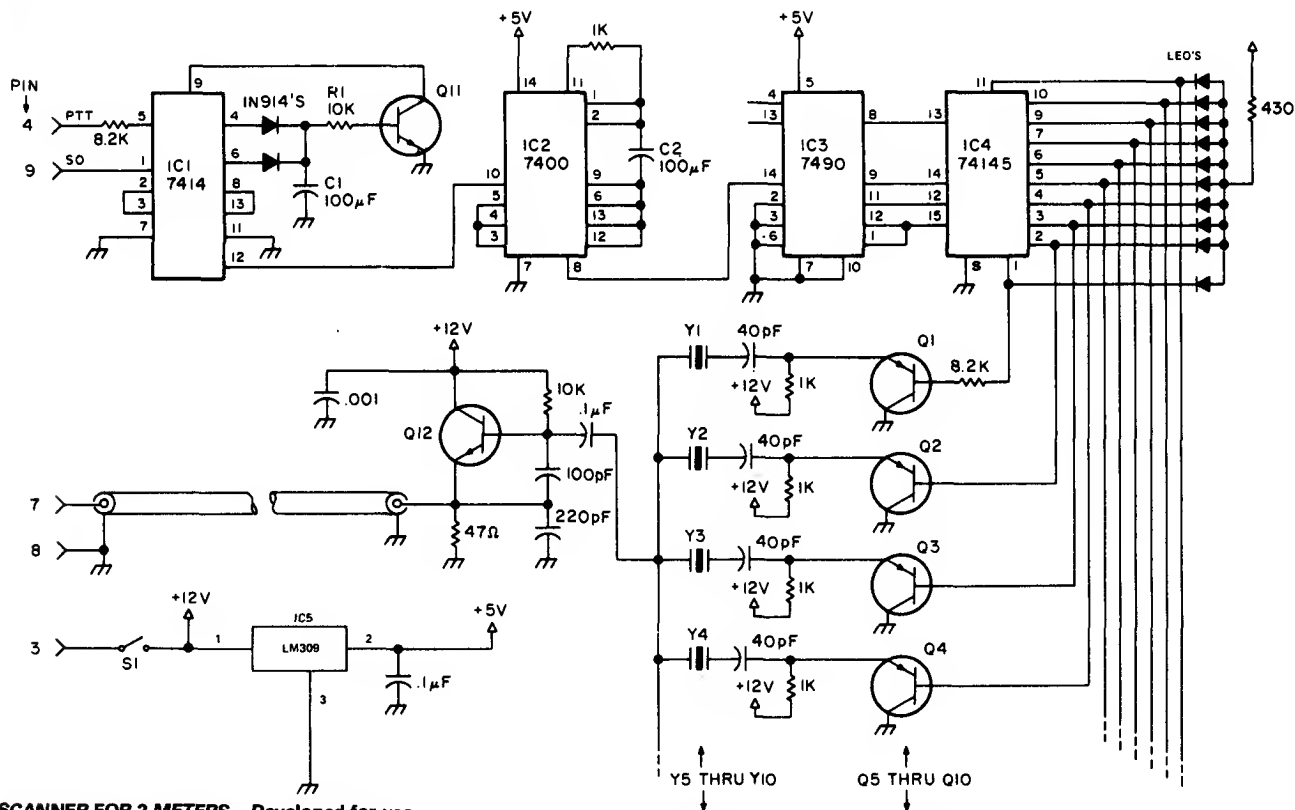 +5V
1K
+5V
LED'S
PIN
4
PTT
8.2K
5
9
SO
1
2
3
7
IC1
7414
9
4
6
8
13
11
12
1N914'S
R1
10K
Q11
C1
100µF
14
11
1
2
10
5
4
3
IC2
7400
9
6
13
12
7
8
C2
100µF
5
4
13
14
2
3
6
IC3
7490
8
9
11
12
1
7
10
13
14
12
15
IC4
74145
11
10
9
7
6
5
4
3
2
8
1
430
+12V
.001
10K
.1µF
Q12
100pF
220pF
47Ω
7
8
Y1
40pF
+12V
1K
Q1
8.2K
Y2
40pF
+12V
1K
Q2
Y3
40pF
+12V
1K
Q3
Y4
40pF
+12V
1K
Q4
Y5 THRU Y10
Q5 THRU Q10
3
S1
+12V
1
IC5
LM309
2
3
+5V
.1µF
SCANNER FOR 2 METERS—Developed for use